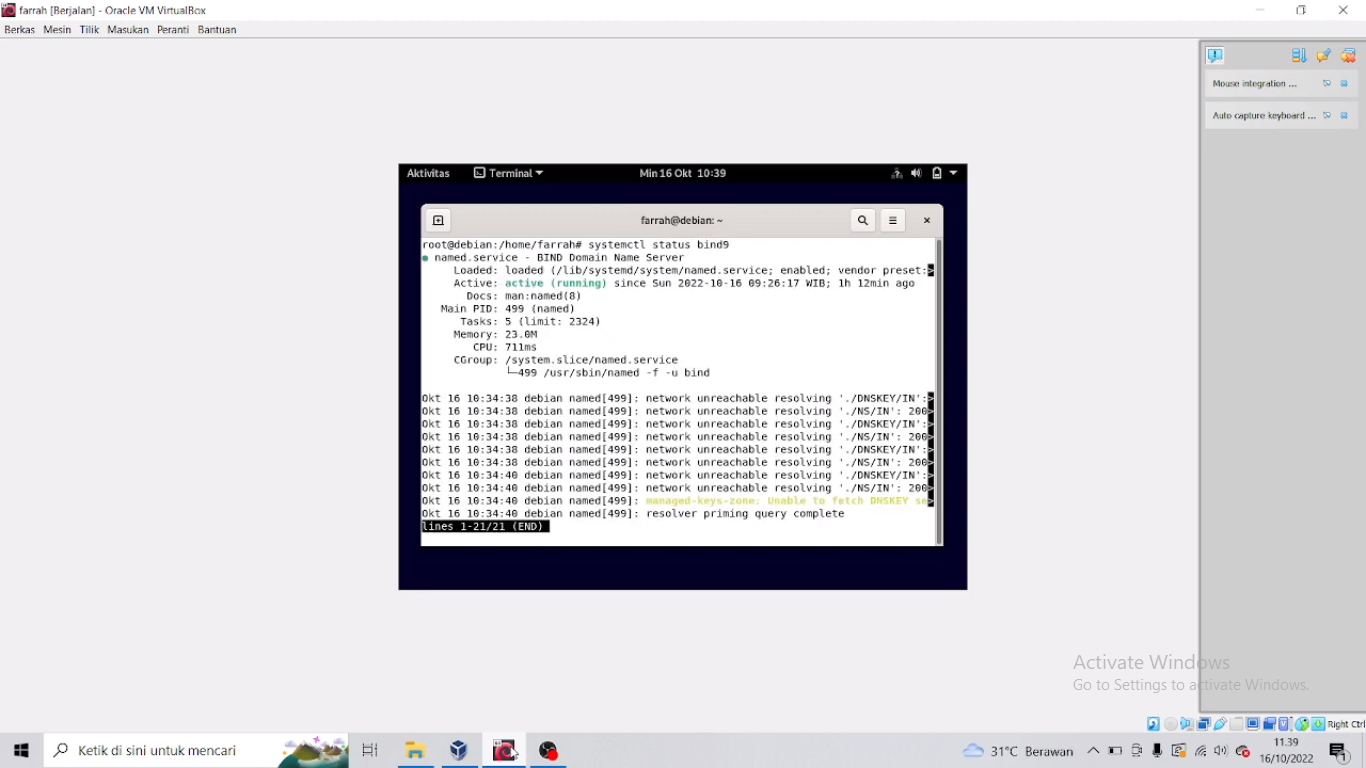 farrah [Berjalan] - Oracle VM VirtualBox
Berkas Mesin Tilik Masukan Peranti Bantuan
Mouse integration ...
Auto capture keyboard ...
Aktivitas Terminal Min 16 Okt 10:39
farrah@debian: ~
root@debian:/home/farrah# systemctl status bind9
● named.service - BIND Domain Name Server
Loaded: loaded (/lib/systemd/system/named.service; enabled; vendor preset:>
Active: active (running) since Sun 2022-10-16 09:26:17 WIB; 1h 12min ago
Docs: man:named(8)
Main PID: 499 (named)
Tasks: 5 (limit: 2324)
Memory: 23.0M
CPU: 711ms
CGroup: /system.slice/named.service
└─499 /usr/sbin/named -f -u bind
Okt 16 10:34:38 debian named[499]: network unreachable resolving './DNSKEY/IN':>
Okt 16 10:34:38 debian named[499]: network unreachable resolving './NS/IN': 200>
Okt 16 10:34:38 debian named[499]: network unreachable resolving './DNSKEY/IN':>
Okt 16 10:34:38 debian named[499]: network unreachable resolving './NS/IN': 200>
Okt 16 10:34:38 debian named[499]: network unreachable resolving './DNSKEY/IN':>
Okt 16 10:34:38 debian named[499]: network unreachable resolving './NS/IN': 200>
Okt 16 10:34:40 debian named[499]: network unreachable resolving './DNSKEY/IN':>
Okt 16 10:34:40 debian named[499]: network unreachable resolving './NS/IN': 200>
Okt 16 10:34:40 debian named[499]: managed-keys-zone: Unable to fetch DNSKEY se>
Okt 16 10:34:40 debian named[499]: resolver priming query complete
lines 1-21/21 (END)
Activate Windows
Go to Settings to activate Windows.
Right Ctrl
Ketik di sini untuk mencari
31°C Berawan
11.39
16/10/2022
1